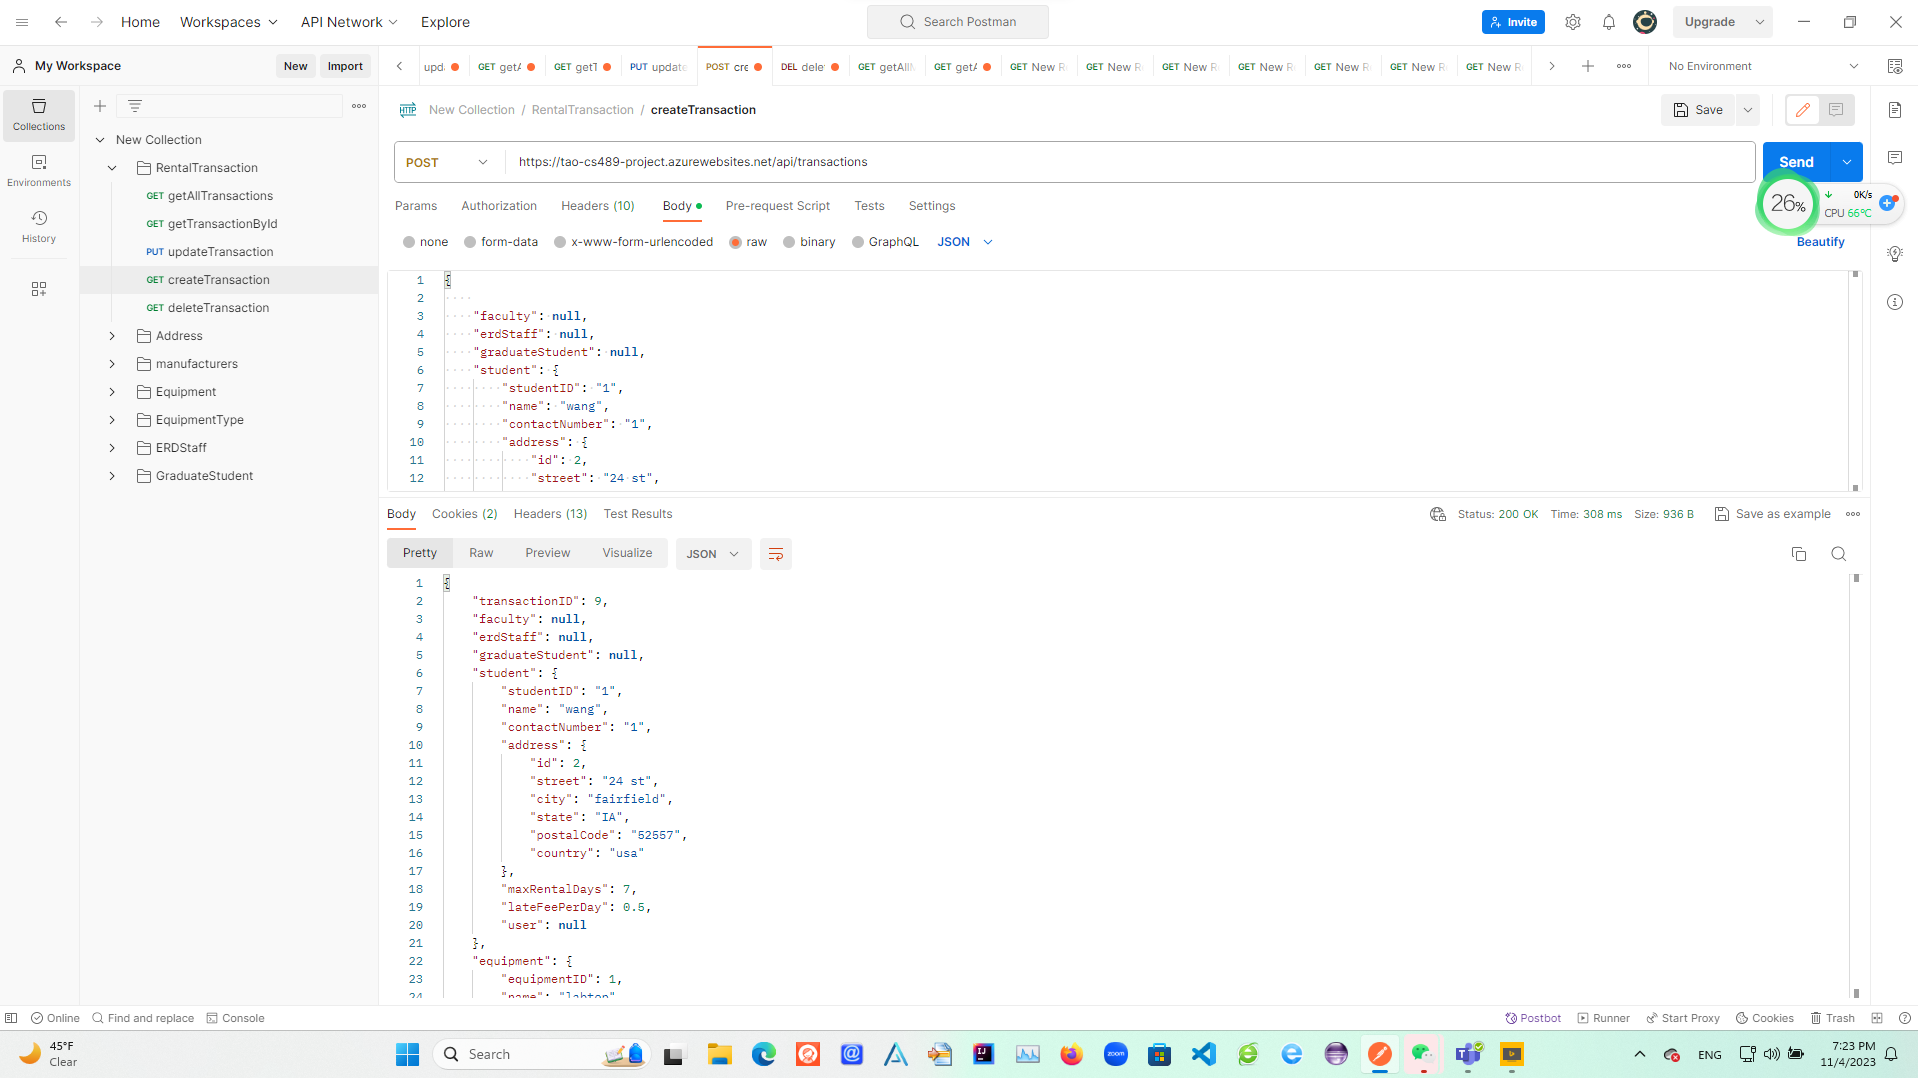 Home
Workspaces
API Network
Explore
Search Postman
Invite
Upgrade
My Workspace
New
Import
GET getA
GET getT
PUT update
POST cre
DEL dele
GET getAll
GET getA
GET New Re
GET New Re
GET New Re
GET New Re
GET New Re
GET New Re
GET New Re
No Environment
Collections
Environments
History
New Collection
RentalTransaction
GET getAllTransactions
GET getTransactionById
PUT updateTransaction
GET createTransaction
GET deleteTransaction
Address
manufacturers
Equipment
EquipmentType
ERDStaff
GraduateStudent
HTTP New Collection / RentalTransaction / createTransaction
Save
POST https://tao-cs489-project.azurewebsites.net/api/transactions
Send
Params Authorization Headers (10) Body Pre-request Script Tests Settings
26%
0K/s
CPU 66°C
none form-data x-www-form-urlencoded raw binary GraphQL JSON
Beautify
1 {
2
3 "faculty": null,
4 "erdStaff": null,
5 "graduateStudent": null,
6 "student": {
7 "studentID": "1",
8 "name": "wang",
9 "contactNumber": "1",
10 "address": {
11 "id": 2,
12 "street": "24 st",
Body Cookies (2) Headers (13) Test Results
Status: 200 OK Time: 308 ms Size: 936 B
Save as example
Pretty Raw Preview Visualize JSON
1 {
2 "transactionID": 9,
3 "faculty": null,
4 "erdStaff": null,
5 "graduateStudent": null,
6 "student": {
7 "studentID": "1",
8 "name": "wang",
9 "contactNumber": "1",
10 "address": {
11 "id": 2,
12 "street": "24 st",
13 "city": "fairfield",
14 "state": "IA",
15 "postalCode": "52557",
16 "country": "usa"
17 },
18 "maxRentalDays": 7,
19 "lateFeePerDay": 0.5,
20 "user": null
21 },
22 "equipment": {
23 "equipmentID": 1,
24 "name":
Online
Find and replace
Console
Postbot
Runner
Start Proxy
Cookies
Trash
45°F
Clear
Search
zoom
ENG
7:23 PM
11/4/2023